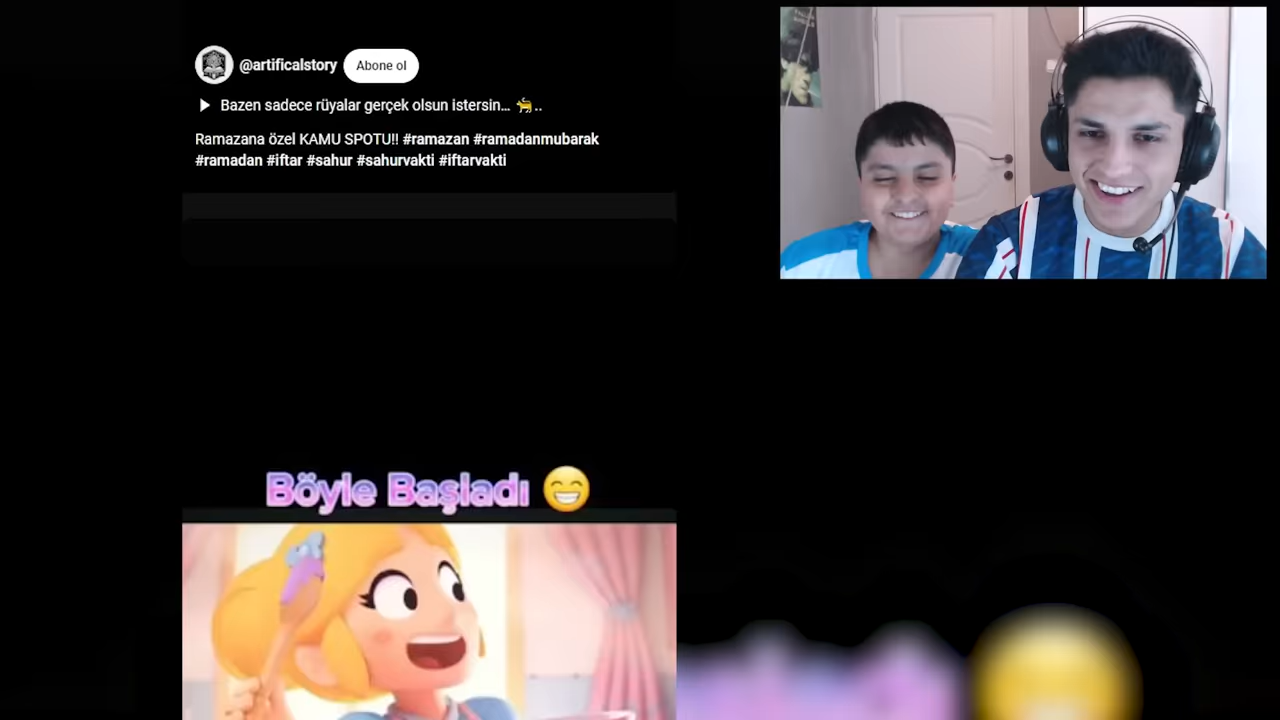 @artificalstory Abone ol
Bazen sadece rüyalar gerçek olsun istersin... 🐈..
Ramazana özel KAMU SPOTU!! #ramazan #ramadanmubarak
#ramadan #iftar #sahur #sahurvakti #iftarvakti
Böyle Başladı 😁